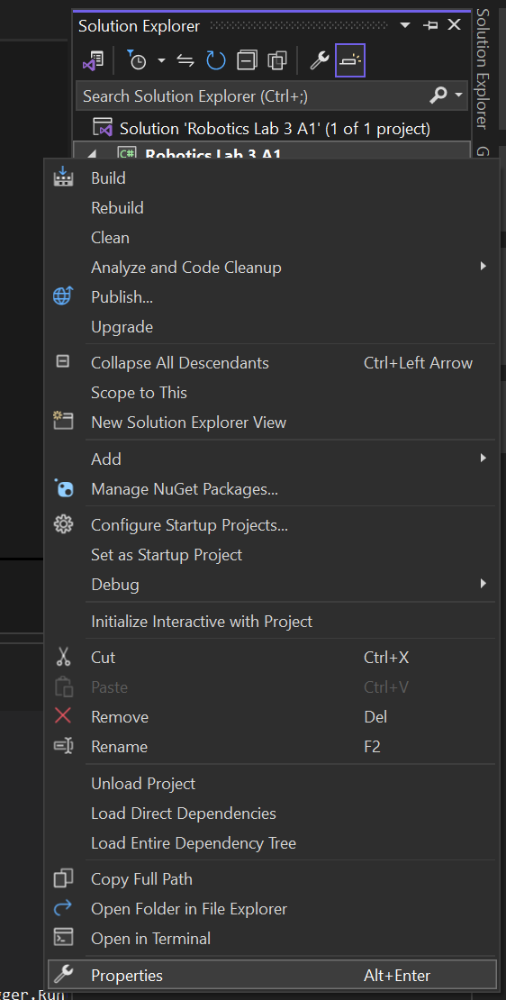 Solution Explorer
Search Solution Explorer (Ctrl+;)
Solution 'Robotics Lab 3 A1' (1 of 1 project)
C# Robotics Lab 3 A1
Build
Rebuild
Clean
Analyze and Code Cleanup
Publish...
Upgrade
Collapse All Descendants Ctrl+Left Arrow
Scope to This
New Solution Explorer View
Add
Manage NuGet Packages...
Configure Startup Projects...
Set as Startup Project
Debug
Initialize Interactive with Project
Cut Ctrl+X
Paste Ctrl+V
Remove Del
Rename F2
Unload Project
Load Direct Dependencies
Load Entire Dependency Tree
Copy Full Path
Open Folder in File Explorer
Open in Terminal
Properties Alt+Enter
gger.Run
Solution Explorer
G